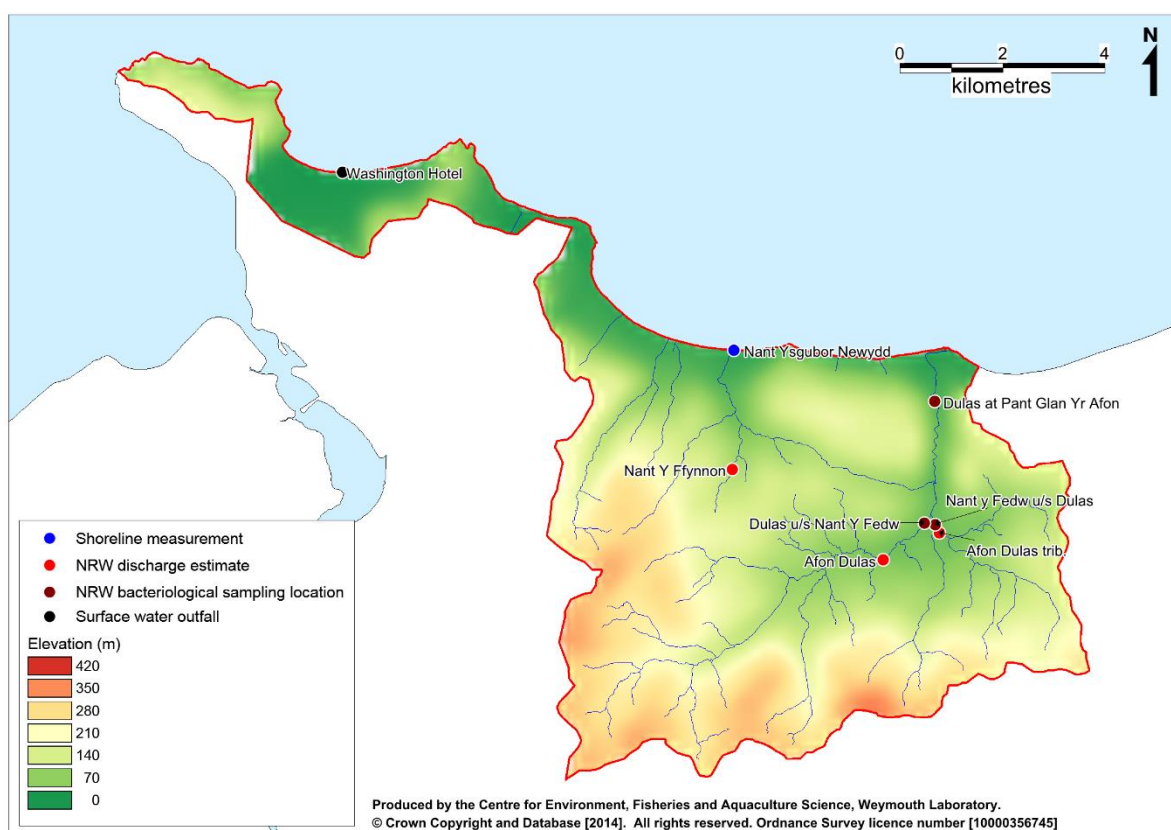 0 2 4
kilometres
N
Washington Hotel
Nant Ysgubor Newydd
Dulas at Pant Glan Yr Afon
Nant Y Ffynnon
Nant y Fedw u/s Dulas
Dulas u/s Nant Y Fedw
Afon Dulas trib.
Afon Dulas
Shoreline measurement
NRW discharge estimate
NRW bacteriological sampling location
Surface water outfall
Elevation (m)
420
350
280
210
140
70
0
Produced by the Centre for Environment, Fisheries and Aquaculture Science, Weymouth Laboratory.
© Crown Copyright and Database [2014]. All rights reserved. Ordnance Survey licence number [10000356745]